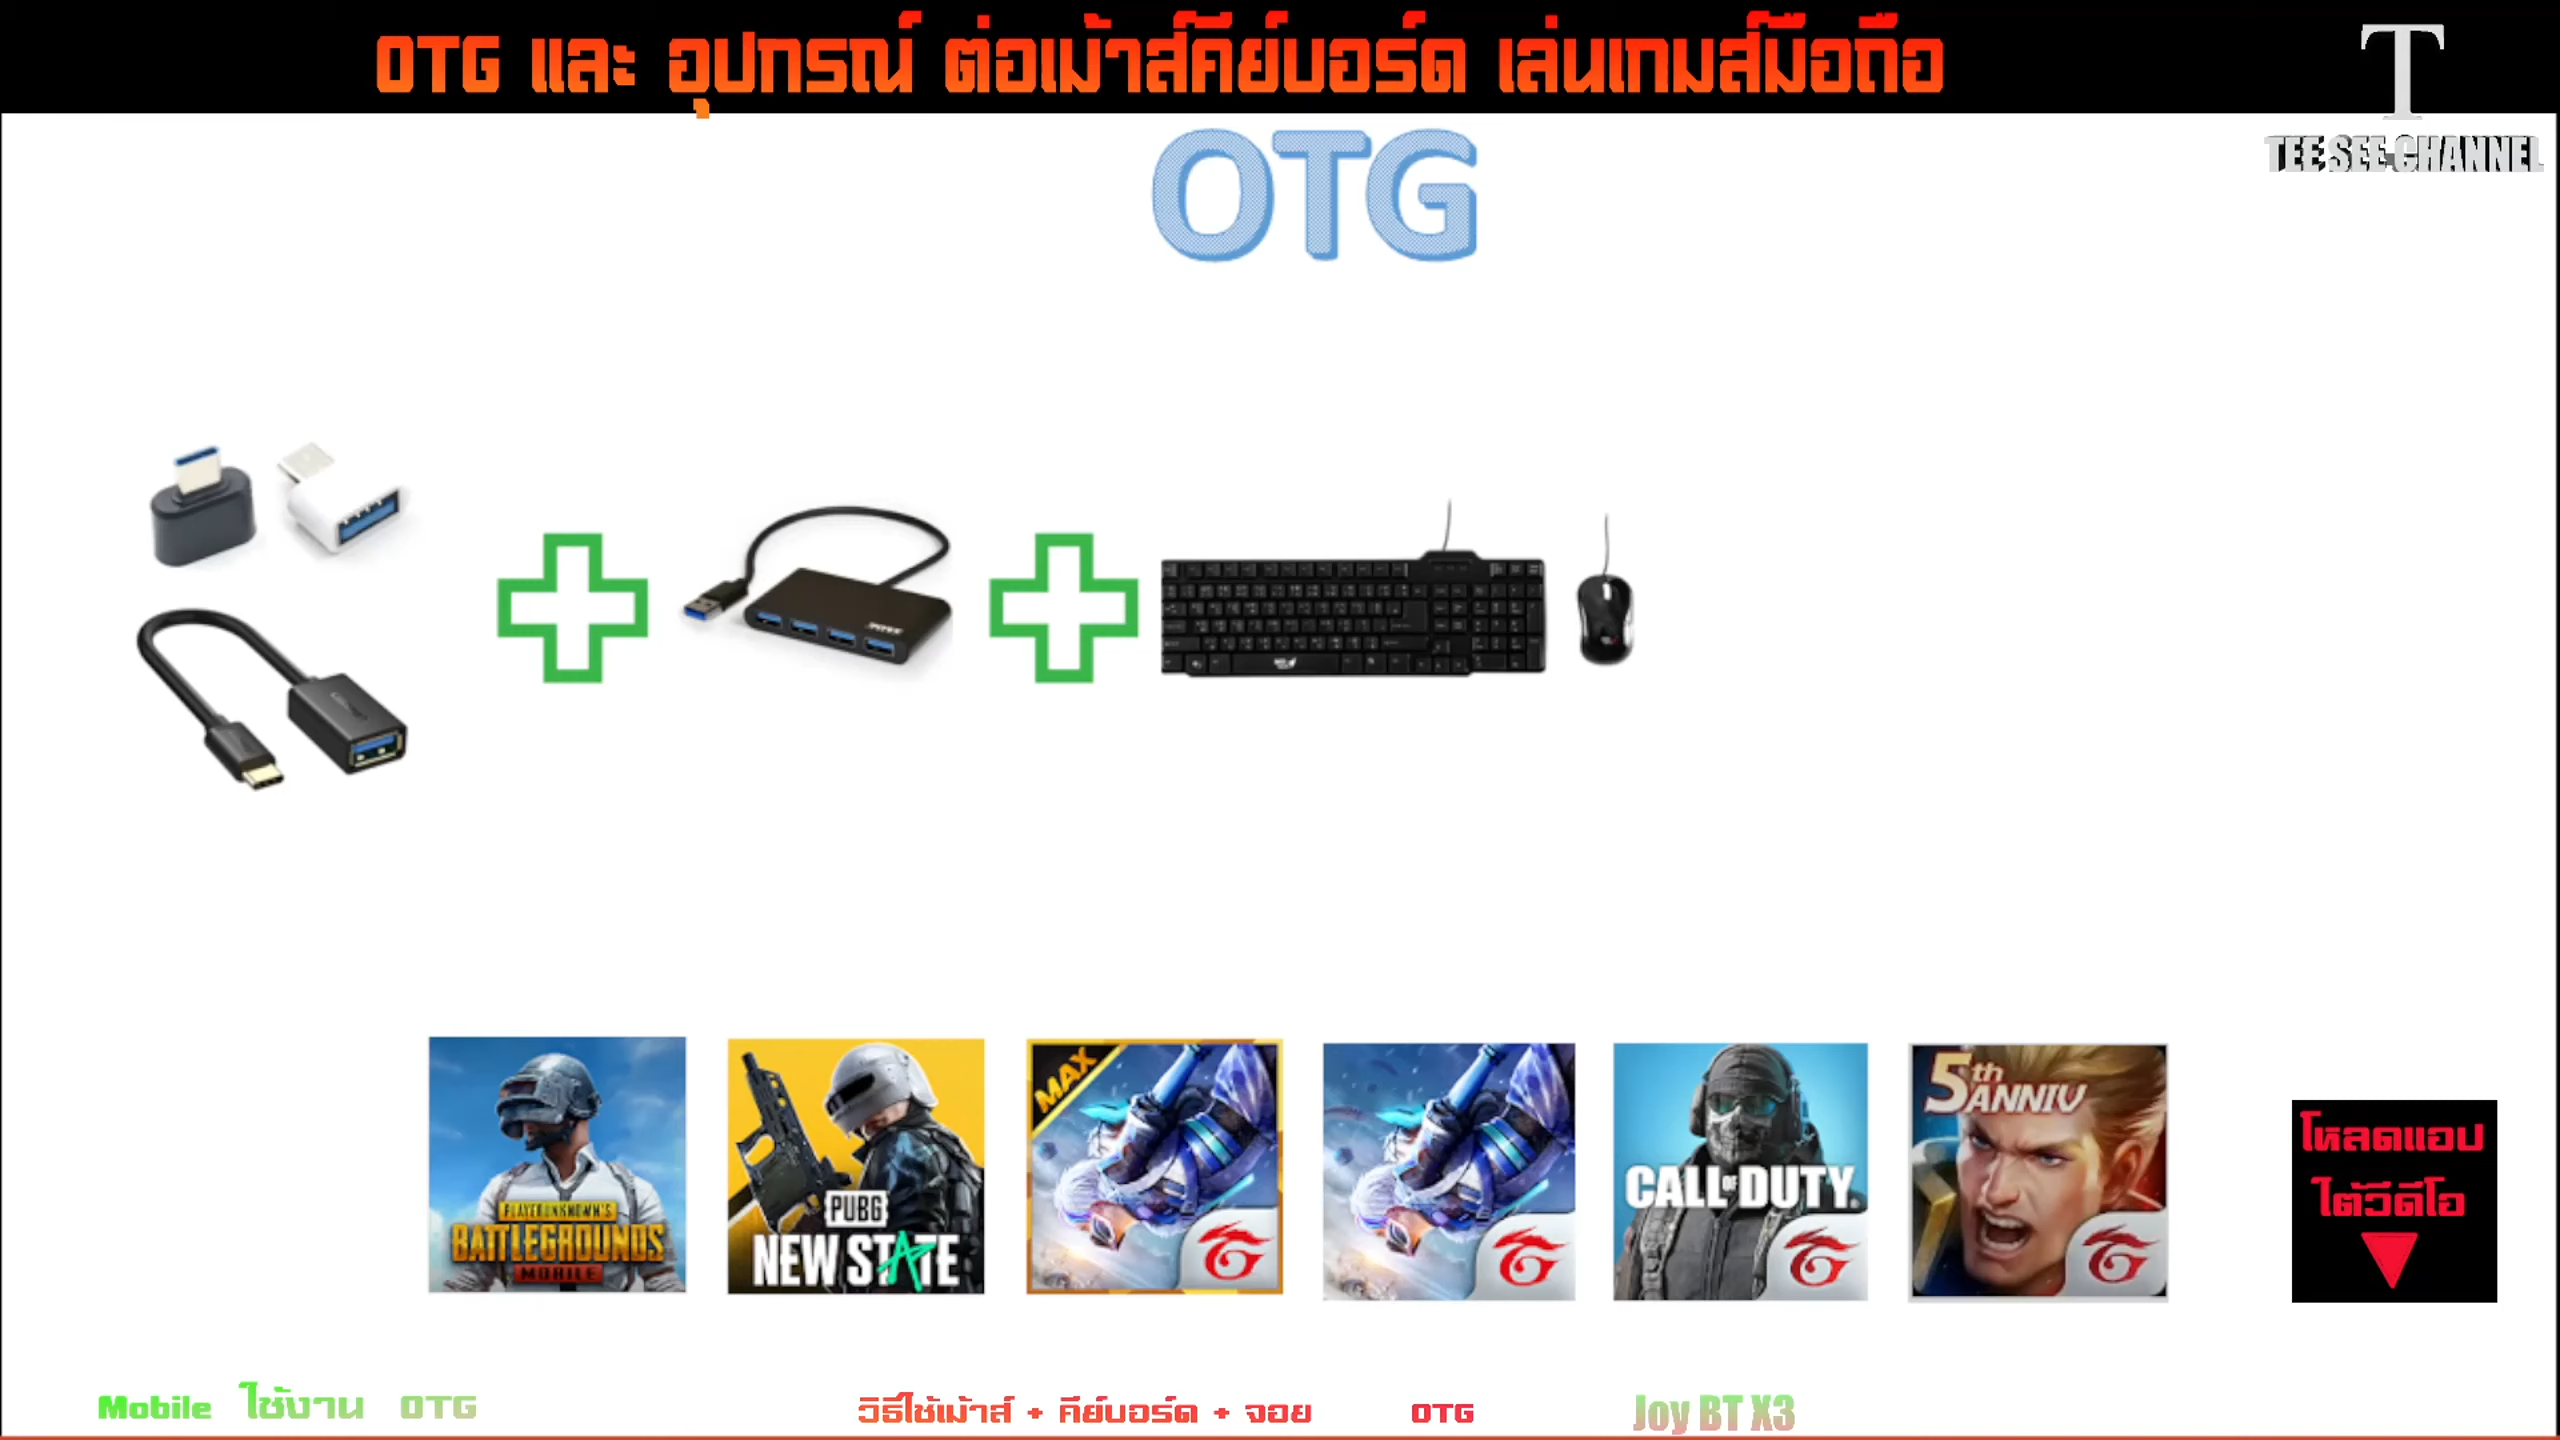 OTG และ อุปกรณ์ ต่อเม้าส์คีย์บอร์ด เล่นเกมส์มือถือ
T
TEE SEE CHANNEL
OTG
MAX
5th
ANNIV
PLAYERUNKNOWN'S
BATTLEGROUNDS
MOBILE
PUBG
NEW STATE
CALL OF DUTY
โหลดแอป
ใต้วีดีโอ
Mobile ใช้งาน OTG
วิธีใช้เม้าส์ + คีย์บอร์ด + จอย OTG
Joy BT X3